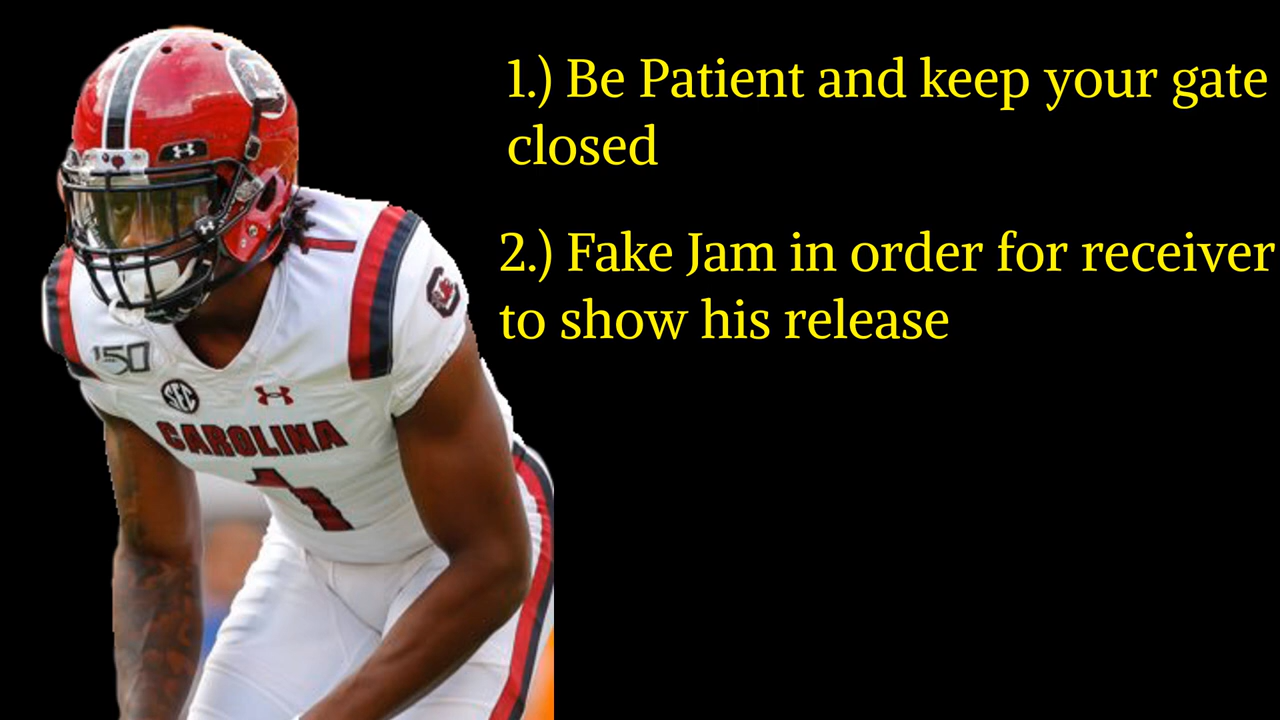 1.) Be Patient and keep your gate
closed
2.) Fake Jam in order for receiver
to show his release
1
150
SEC
CAROLINA
1